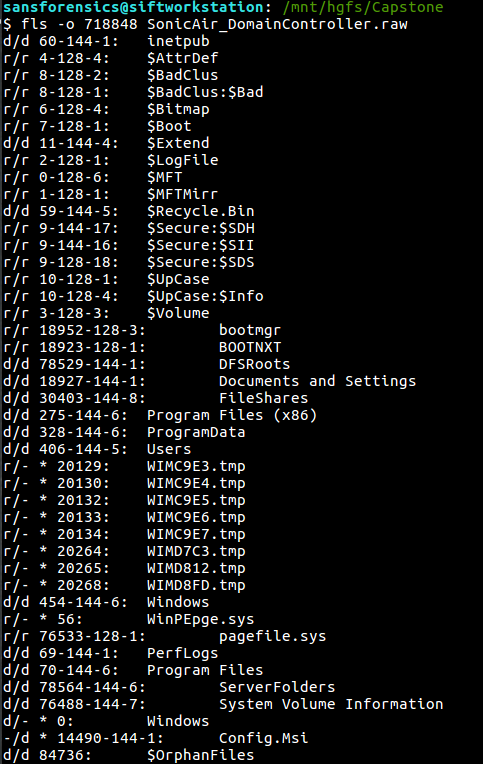 sansforensics@siftworkstation: /mnt/hgfs/Capstone
$ fls -o 718848 SonicAir_DomainController.raw
d/d 60-144-1: inetpub
r/r 4-128-4: $AttrDef
r/r 8-128-2: $BadClus
r/r 8-128-1: $BadClus:$Bad
r/r 6-128-4: $Bitmap
r/r 7-128-1: $Boot
d/d 11-144-4: $Extend
r/r 2-128-1: $LogFile
r/r 0-128-6: $MFT
r/r 1-128-1: $MFTMirr
d/d 59-144-5: $Recycle.Bin
r/r 9-144-17: $Secure:$SDH
r/r 9-144-16: $Secure:$SII
r/r 9-128-18: $Secure:$SDS
r/r 10-128-1: $UpCase
r/r 10-128-4: $UpCase:$Info
r/r 3-128-3: $Volume
r/r 18952-128-3: bootmgr
r/r 18923-128-1: BOOTNXT
d/d 78529-144-1: DFSRoots
d/d 18927-144-1: Documents and Settings
d/d 30403-144-8: FileShares
d/d 275-144-6: Program Files (x86)
d/d 328-144-6: ProgramData
d/d 406-144-5: Users
r/- * 20129: WIMC9E3.tmp
r/- * 20130: WIMC9E4.tmp
r/- * 20132: WIMC9E5.tmp
r/- * 20133: WIMC9E6.tmp
r/- * 20134: WIMC9E7.tmp
r/- * 20264: WIMD7C3.tmp
r/- * 20265: WIMD812.tmp
r/- * 20268: WIMD8FD.tmp
d/d 454-144-6: Windows
r/- * 56: WinPEpge.sys
r/r 76533-128-1: pagefile.sys
d/d 69-144-1: PerfLogs
d/d 70-144-6: Program Files
d/d 78564-144-6: ServerFolders
d/d 76488-144-7: System Volume Information
d/- * 0: Windows
-/d * 14490-144-1: Config.Msi
d/d 84736: $OrphanFiles